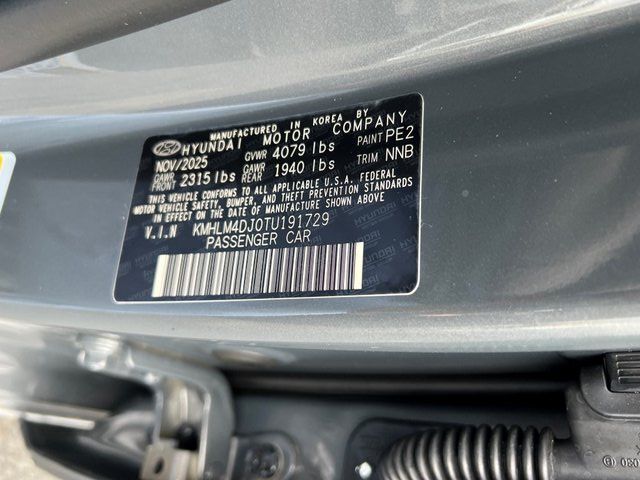 MANUFACTURED IN KOREA BY
HYUNDAI MOTOR COMPANY
NOV/2025 GVWR 4079 lbs PAINT PE2
GAWR FRONT 2315 lbs GAWR REAR 1940 lbs TRIM NNB
THIS VEHICLE CONFORMS TO ALL APPLICABLE U.S.A. FEDERAL
MOTOR VEHICLE SAFETY, BUMPER, AND THEFT PREVENTION STANDARDS
IN EFFECT ON THE DATE OF MANUFACTURE SHOWN ABOVE.
V.I.N KMHLM4DJ0TU191729
PASSENGER CAR